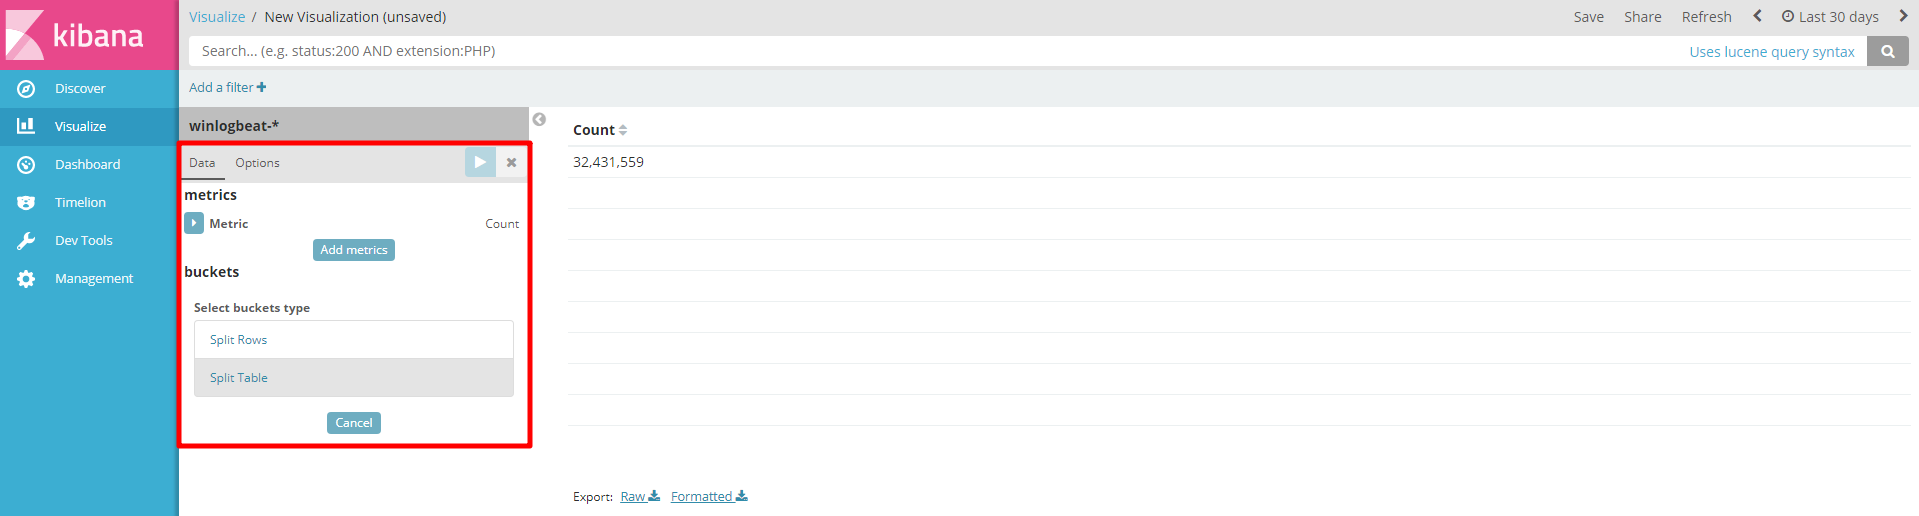 kibana
Discover
Visualize
Dashboard
Timelion
Dev Tools
Management
Visualize / New Visualization (unsaved)
Save Share Refresh Last 30 days
Search... (e.g. status:200 AND extension:PHP)
Uses lucene query syntax
Add a filter
winlogbeat-*
Data Options
metrics
Metric Count
Add metrics
buckets
Select buckets type
Split Rows
Split Table
Cancel
Count
32,431,559
Export: Raw Formatted